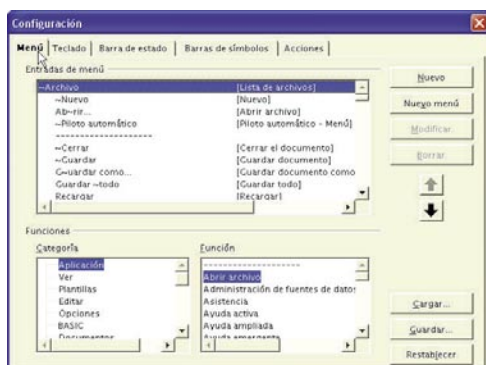 Configuración
Menú Teclado Barra de estado Barras de símbolos Acciones
Entradas de menú
~Archivo [Lista de archivos]
~Nuevo [Nuevo]
Ab~rir... [Abrir archivo]
~Piloto automático [Piloto automático - Menú]
--------------------
~Cerrar [Cerrar el documento]
~Guardar [Guardar documento]
G~uardar como... [Guardar documento como
Guardar ~todo [Guardar todo]
Recargar [Recargar]
Nuevo
Nuevo menú
Modificar
Borrar
Funciones
Categoría
Aplicación
Ver
Plantillas
Editar
Opciones
BASIC
Documentos
Función
--------------------
Abrir archivo
Administración de fuentes de datos
Asistencia
Ayuda activa
Ayuda ampliada
Ayuda emergente
Cargar...
Guardar...
Restablecer